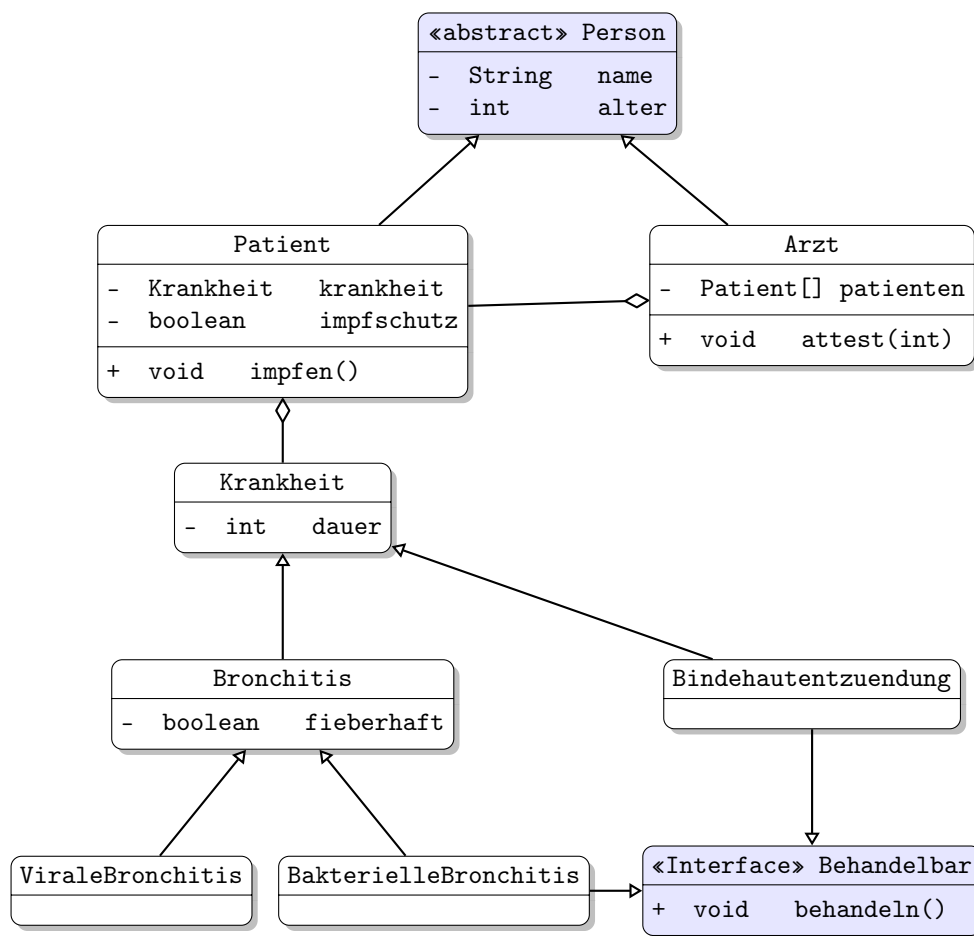 «abstract» Person
- String name
- int alter
Patient
- Krankheit krankheit
- boolean impfschutz
+ void impfen()
Arzt
- Patient[] patienten
+ void attest(int)
Krankheit
- int dauer
Bronchitis
- boolean fieberhaft
Bindehautentzuendung
ViraleBronchitis
BakterielleBronchitis
«Interface» Behandelbar
+ void behandeln()